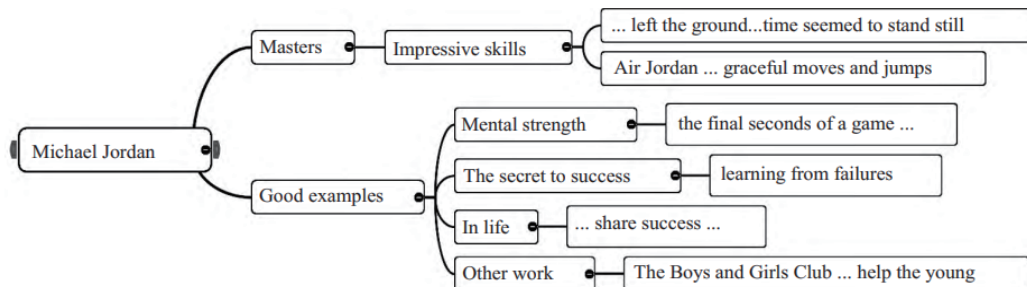 Michael Jordan
Masters
Impressive skills
... left the ground...time seemed to stand still
Air Jordan ... graceful moves and jumps
Good examples
Mental strength
the final seconds of a game ...
The secret to success
learning from failures
In life
... share success ...
Other work
The Boys and Girls Club ... help the young